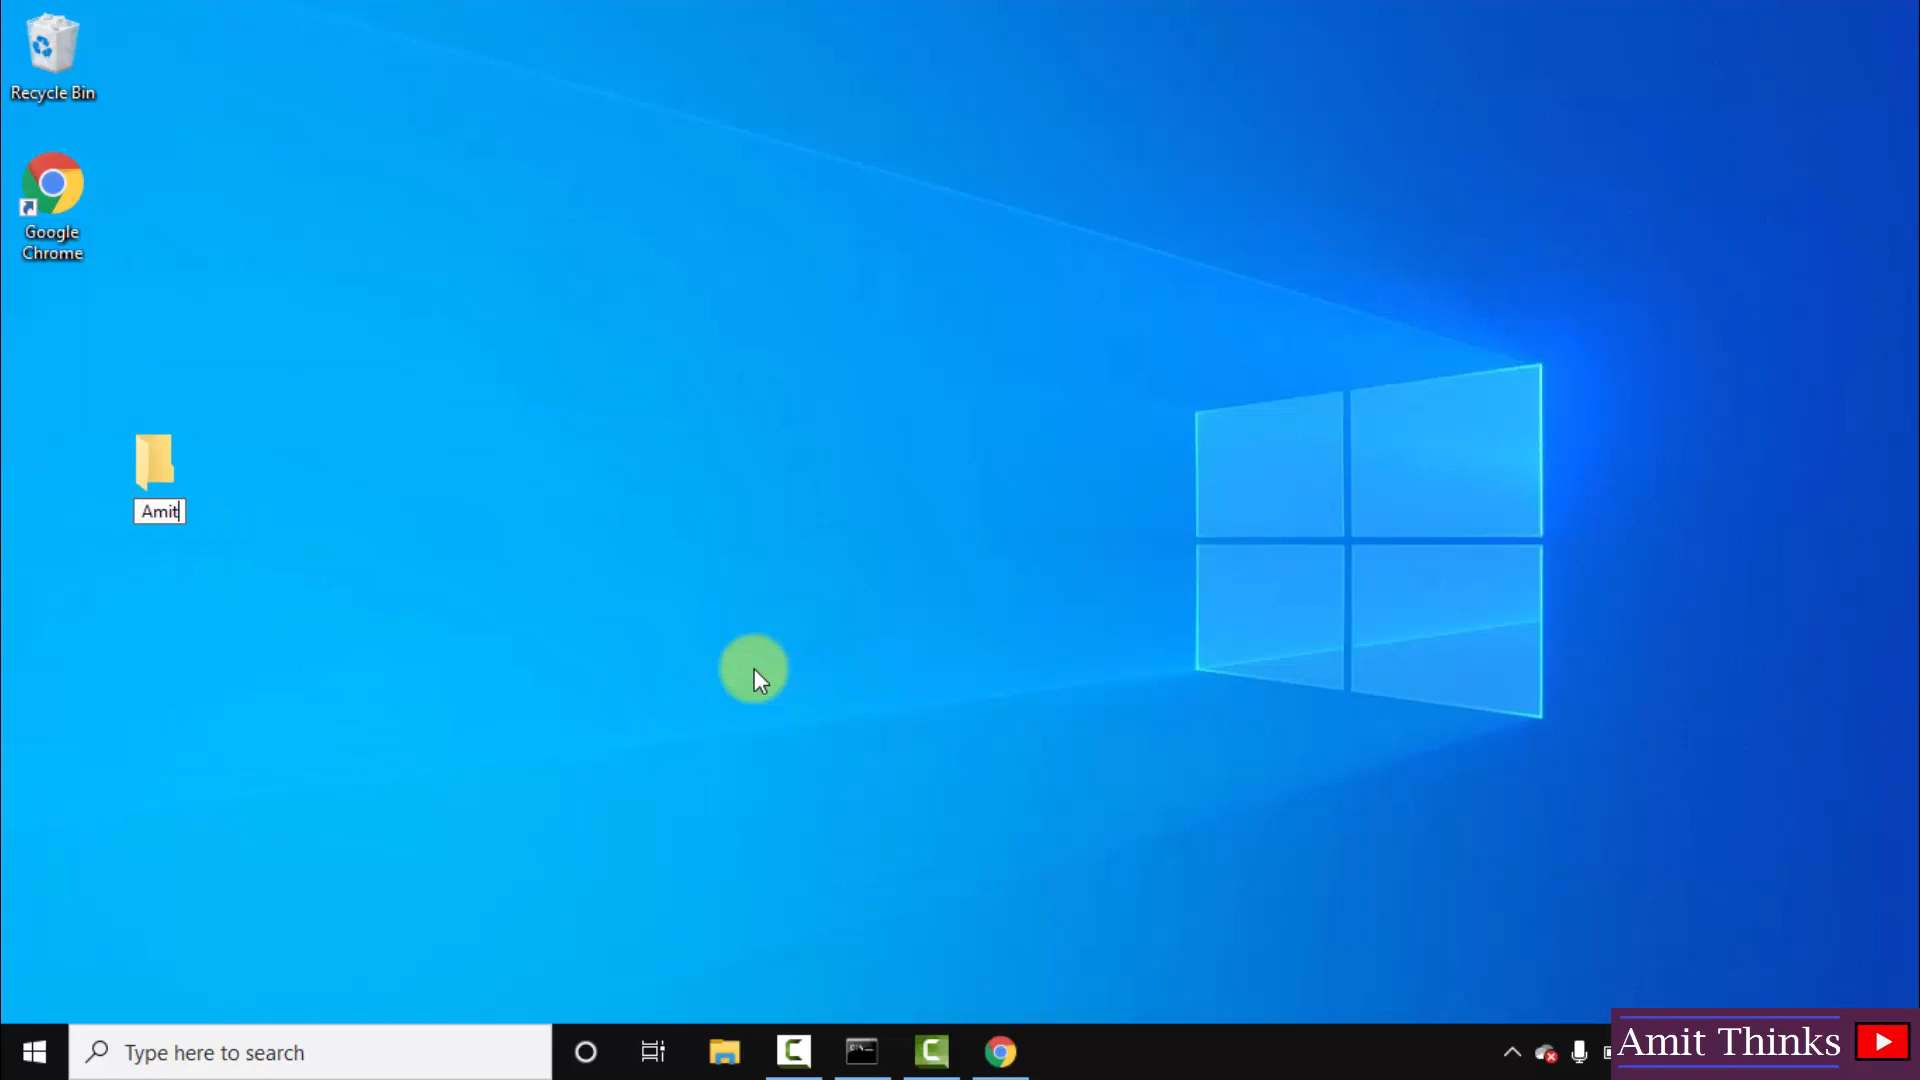 Recycle Bin
Google
Chrome
Amit
Type here to search
Amit Thinks